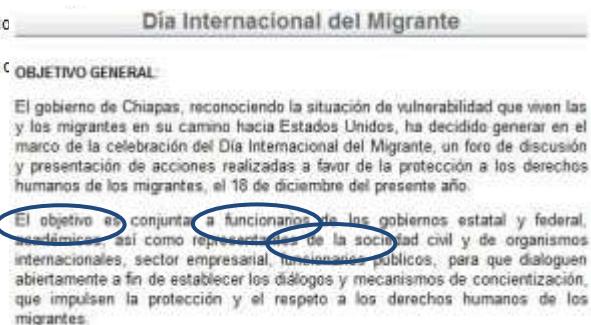 Día Internacional del Migrante
OBJETIVO GENERAL:
El gobierno de Chiapas, reconociendo la situación de vulnerabilidad que viven las
y los migrantes en su camino hacia Estados Unidos, ha decidido generar en el
marco de la celebración del Día Internacional del Migrante, un foro de discusión
y presentación de acciones realizadas a favor de la protección a los derechos
humanos de los migrantes, el 18 de diciembre del presente año.
El objetivo es conjuntar a funcionarios de los gobiernos estatal y federal,
académicos, así como representantes de la sociedad civil y de organismos
internacionales, sector empresarial, funcionarios públicos, para que dialoguen
abiertamente a fin de establecer los diálogos y mecanismos de concientización,
que impulsen la protección y el respeto a los derechos humanos de los
migrantes